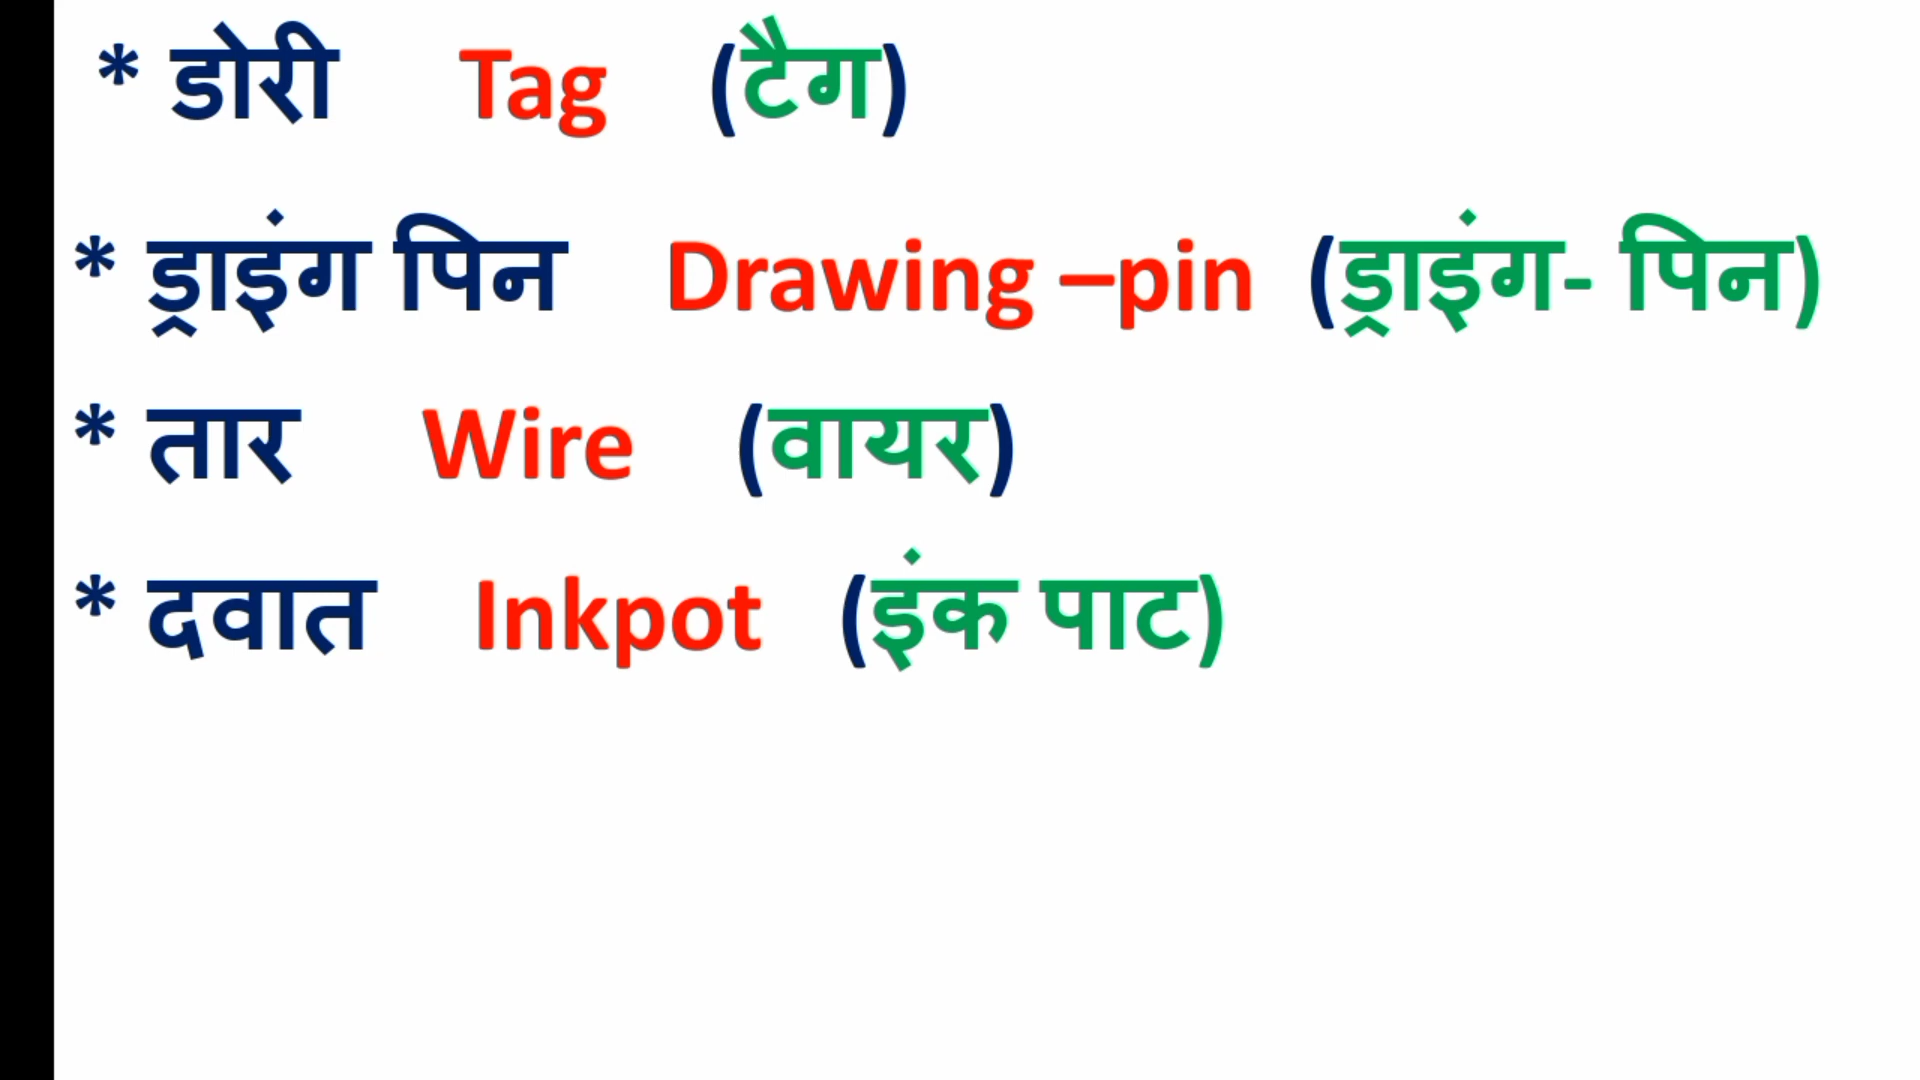 * डोरी Tag (टैग)
* ड्राइंग पिन Drawing –pin (ड्राइंग- पिन)
* तार Wire (वायर)
* दवात Inkpot (इंक पाट)